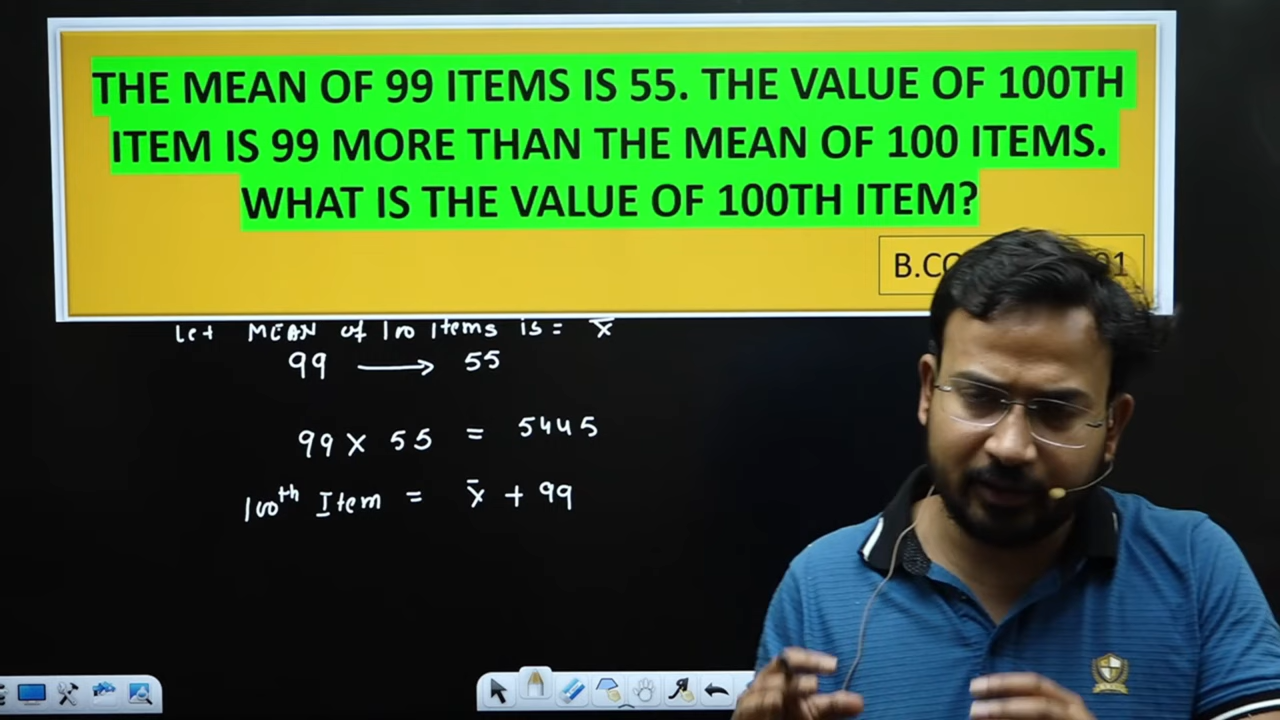 THE MEAN OF 99 ITEMS IS 55. THE VALUE OF 100TH
ITEM IS 99 MORE THAN THE MEAN OF 100 ITEMS.
WHAT IS THE VALUE OF 100TH ITEM?
Let MEAN of 100 items is = x̄
99 ⟶ 55
99 × 55 = 5445
100th Item = x̄ + 99